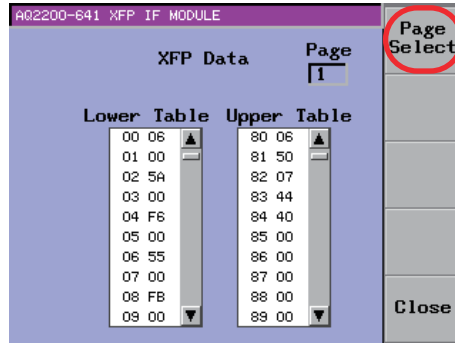 AQ2200-641 XFP IF MODULE
Page
Select
XFP Data
Page
1
Lower Table
Upper Table
00 06
80 06
01 00
81 50
02 5A
82 07
03 00
83 44
04 F6
84 40
05 00
85 00
06 55
86 00
07 00
87 00
08 FB
88 00
09 00
89 00
Close